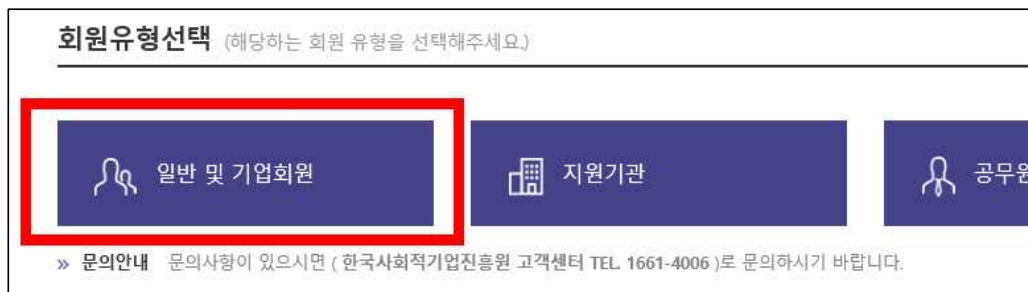 회원유형선택 (해당하는 회원 유형을 선택해주세요.)
일반 및 기업회원 지원기관 공무원
» 문의안내 문의사항이 있으시면 ( 한국사회적기업진흥원 고객센터 TEL. 1661-4006 )로 문의하시기 바랍니다.